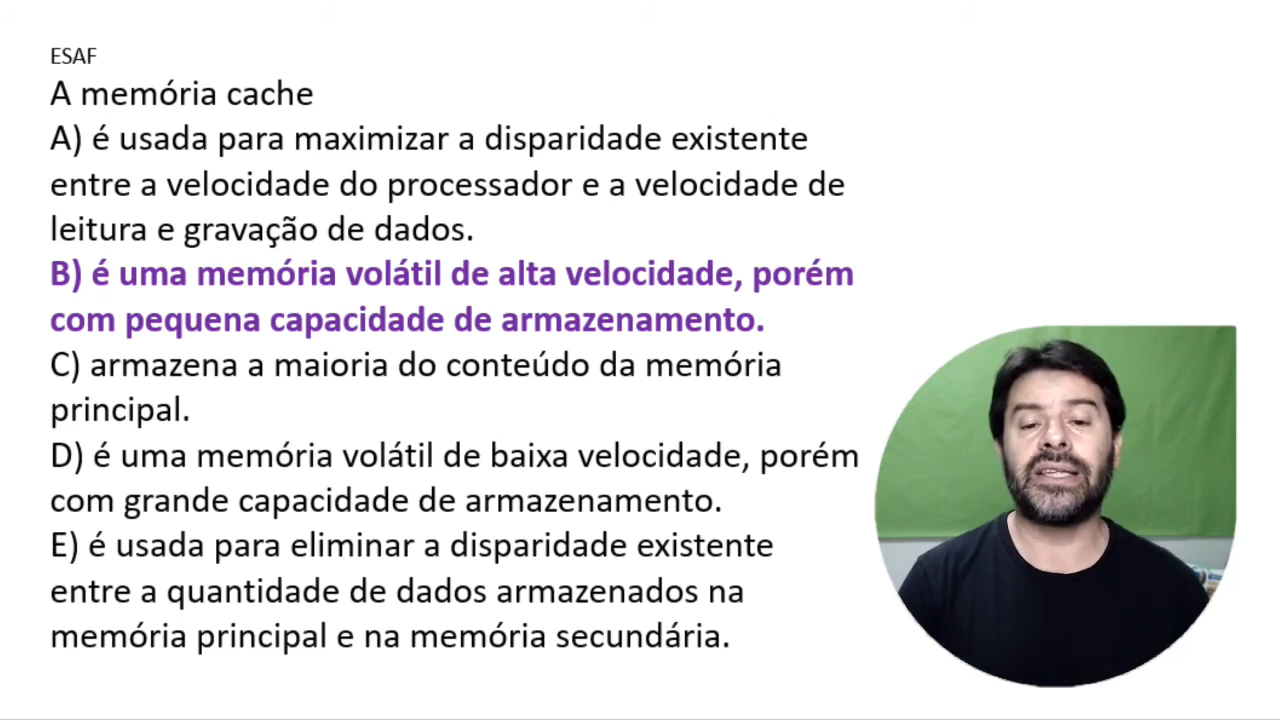 ESAF
A memória cache
A) é usada para maximizar a disparidade existente
entre a velocidade do processador e a velocidade de
leitura e gravação de dados.
B) é uma memória volátil de alta velocidade, porém
com pequena capacidade de armazenamento.
C) armazena a maioria do conteúdo da memória
principal.
D) é uma memória volátil de baixa velocidade, porém
com grande capacidade de armazenamento.
E) é usada para eliminar a disparidade existente
entre a quantidade de dados armazenados na
memória principal e na memória secundária.